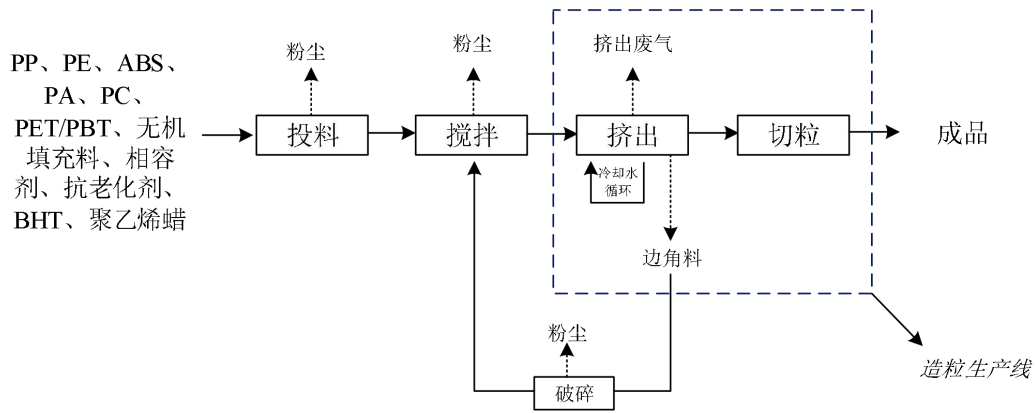 PP、PE、ABS、
PA、PC、
PET/PBT、无机
填充料、相容
剂、抗老化剂、
BHT、聚乙烯蜡
粉尘
投料
粉尘
搅拌
挤出废气
挤出
冷却水
循环
切粒
成品
边角料
粉尘
破碎
造粒生产线